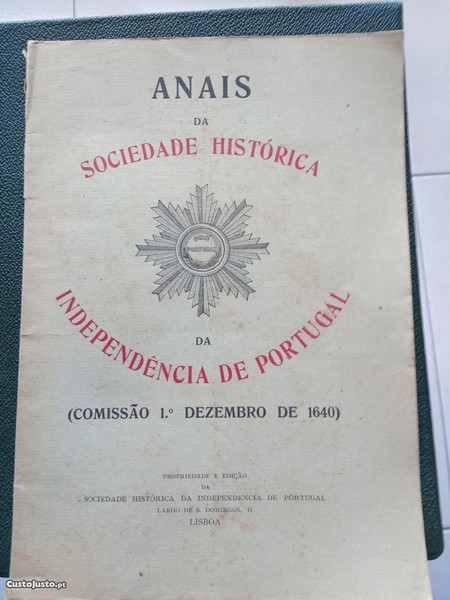 ANAIS
DA
SOCIEDADE HISTÓRICA
PORTUGAL
DA
INDEPENDÊNCIA DE PORTUGAL
(COMISSÃO 1.º DEZEMBRO DE 1640)
PROPRIEDADE E EDIÇÃO
DA
SOCIEDADE HISTÓRICA DA INDEPENDENCIA DE PORTUGAL
LARGO DE S. DOMINGOS, 11
LISBOA
CustoJusto.pt